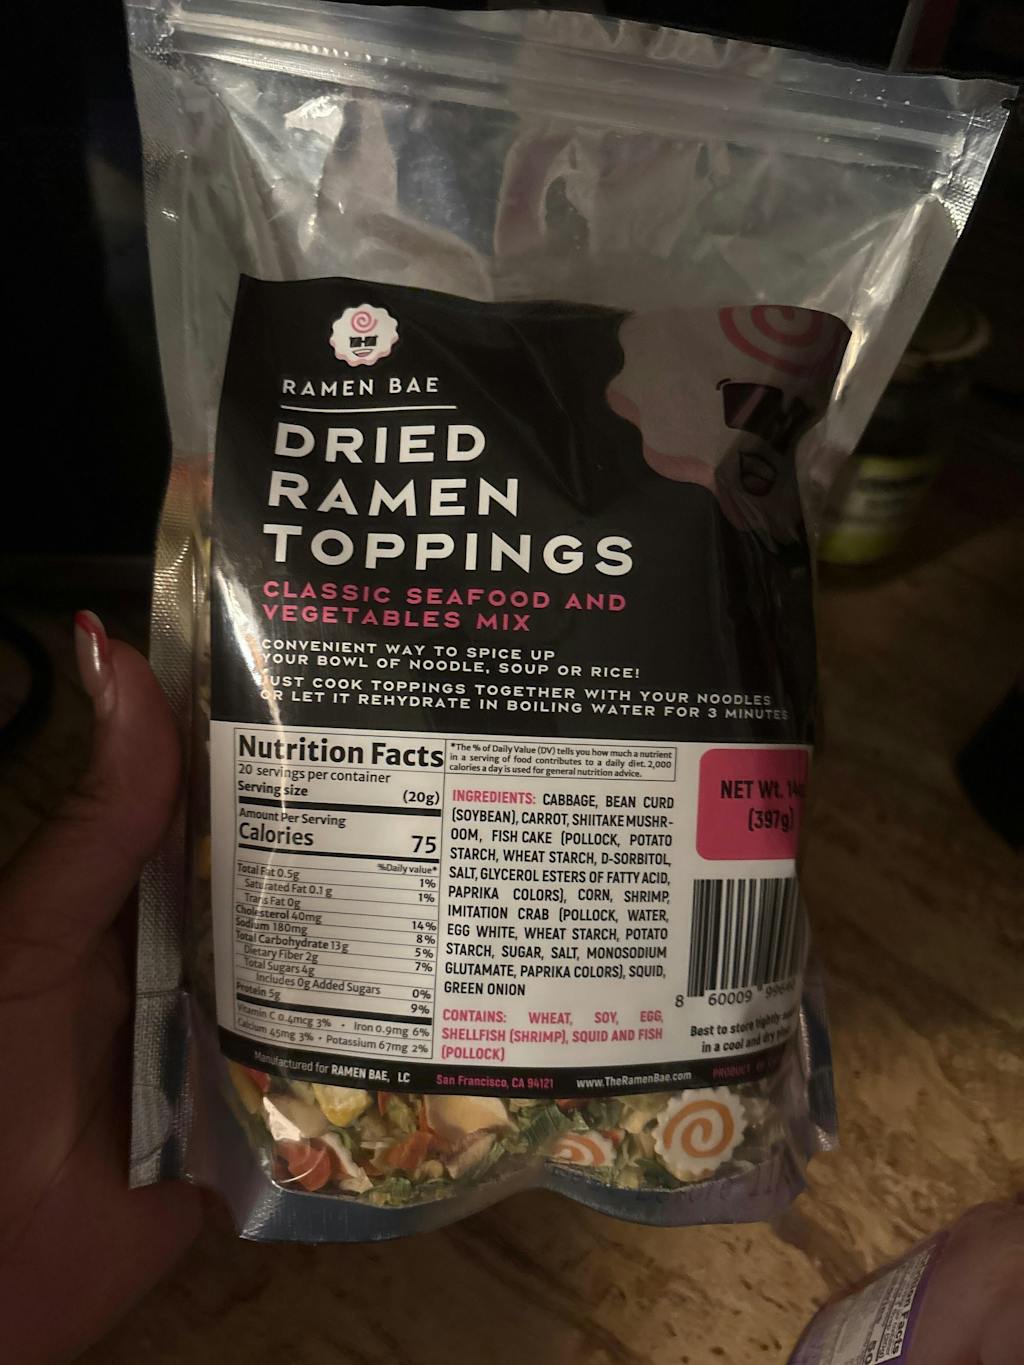 RAMEN BAE
DRIED
RAMEN
TOPPINGS
CLASSIC SEAFOOD AND
VEGETABLES MIX
CONVENIENT WAY TO SPICE UP
YOUR BOWL OF NOODLE, SOUP OR RICE!
JUST COOK TOPPINGS TOGETHER WITH YOUR NOODLES
OR LET IT REHYDRATE IN BOILING WATER FOR 3 MINUTES
Nutrition Facts
20 servings per container
Serving size (20g)
Amount Per Serving
Calories 75
%Daily value*
Total Fat 0.5g 1%
Saturated Fat 0.1 g 1%
Trans Fat 0g
Cholesterol 40mg 14%
Sodium 180mg 8%
Total Carbohydrate 13g 5%
Dietary Fiber 2g 7%
Total Sugars 4g
Includes 0g Added Sugars 0%
Protein 5g 9%
Vitamin C 0.4mcg 3% • Iron 0.9mg 6%
Calcium 45mg 3% • Potassium 67mg 2%
*The % of Daily Value (DV) tells you how much a nutrient
in a serving of food contributes to a daily diet. 2,000
calories a day is used for general nutrition advice.
INGREDIENTS: CABBAGE, BEAN CURD
(SOYBEAN), CARROT, SHIITAKE MUSHR-
OOM, FISH CAKE (POLLOCK, POTATO
STARCH, WHEAT STARCH, D-SORBITOL,
SALT, GLYCEROL ESTERS OF FATTY ACID,
PAPRIKA COLORS), CORN, SHRIMP,
IMITATION CRAB (POLLOCK, WATER,
EGG WHITE, WHEAT STARCH, POTATO
STARCH, SUGAR, SALT, MONOSODIUM
GLUTAMATE, PAPRIKA COLORS), SQUID,
GREEN ONION
CONTAINS: WHEAT, SOY, EGG,
SHELLFISH (SHRIMP), SQUID AND FISH
(POLLOCK)
NET Wt.
(397g)
8 60009
Best to store tightly
in a cool and dry
Manufactured for RAMEN BAE, LC
San Francisco, CA 94121
www.TheRamenBae.com
PRODUCT